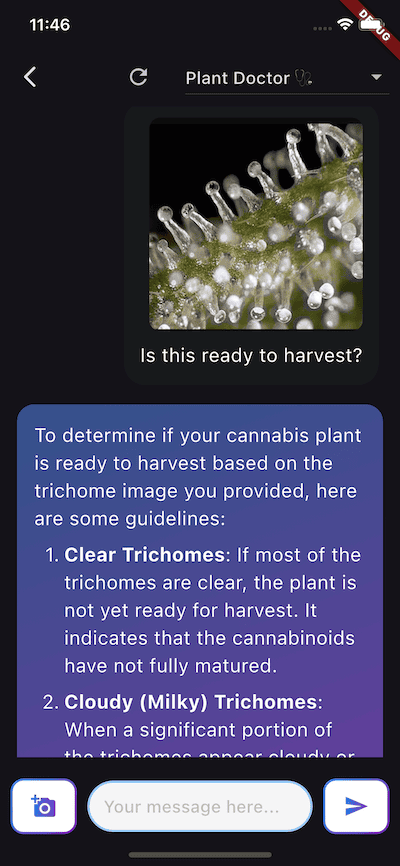 11:46
DEBUG
Plant Doctor 🩺
Is this ready to harvest?
To determine if your cannabis plant
is ready to harvest based on the
trichome image you provided, here
are some guidelines:
1. Clear Trichomes: If most of the
trichomes are clear, the plant is
not yet ready for harvest. It
indicates that the cannabinoids
have not fully matured.
2. Cloudy (Milky) Trichomes:
When a significant portion of
the trichomes appear cloudy or
Your message here...